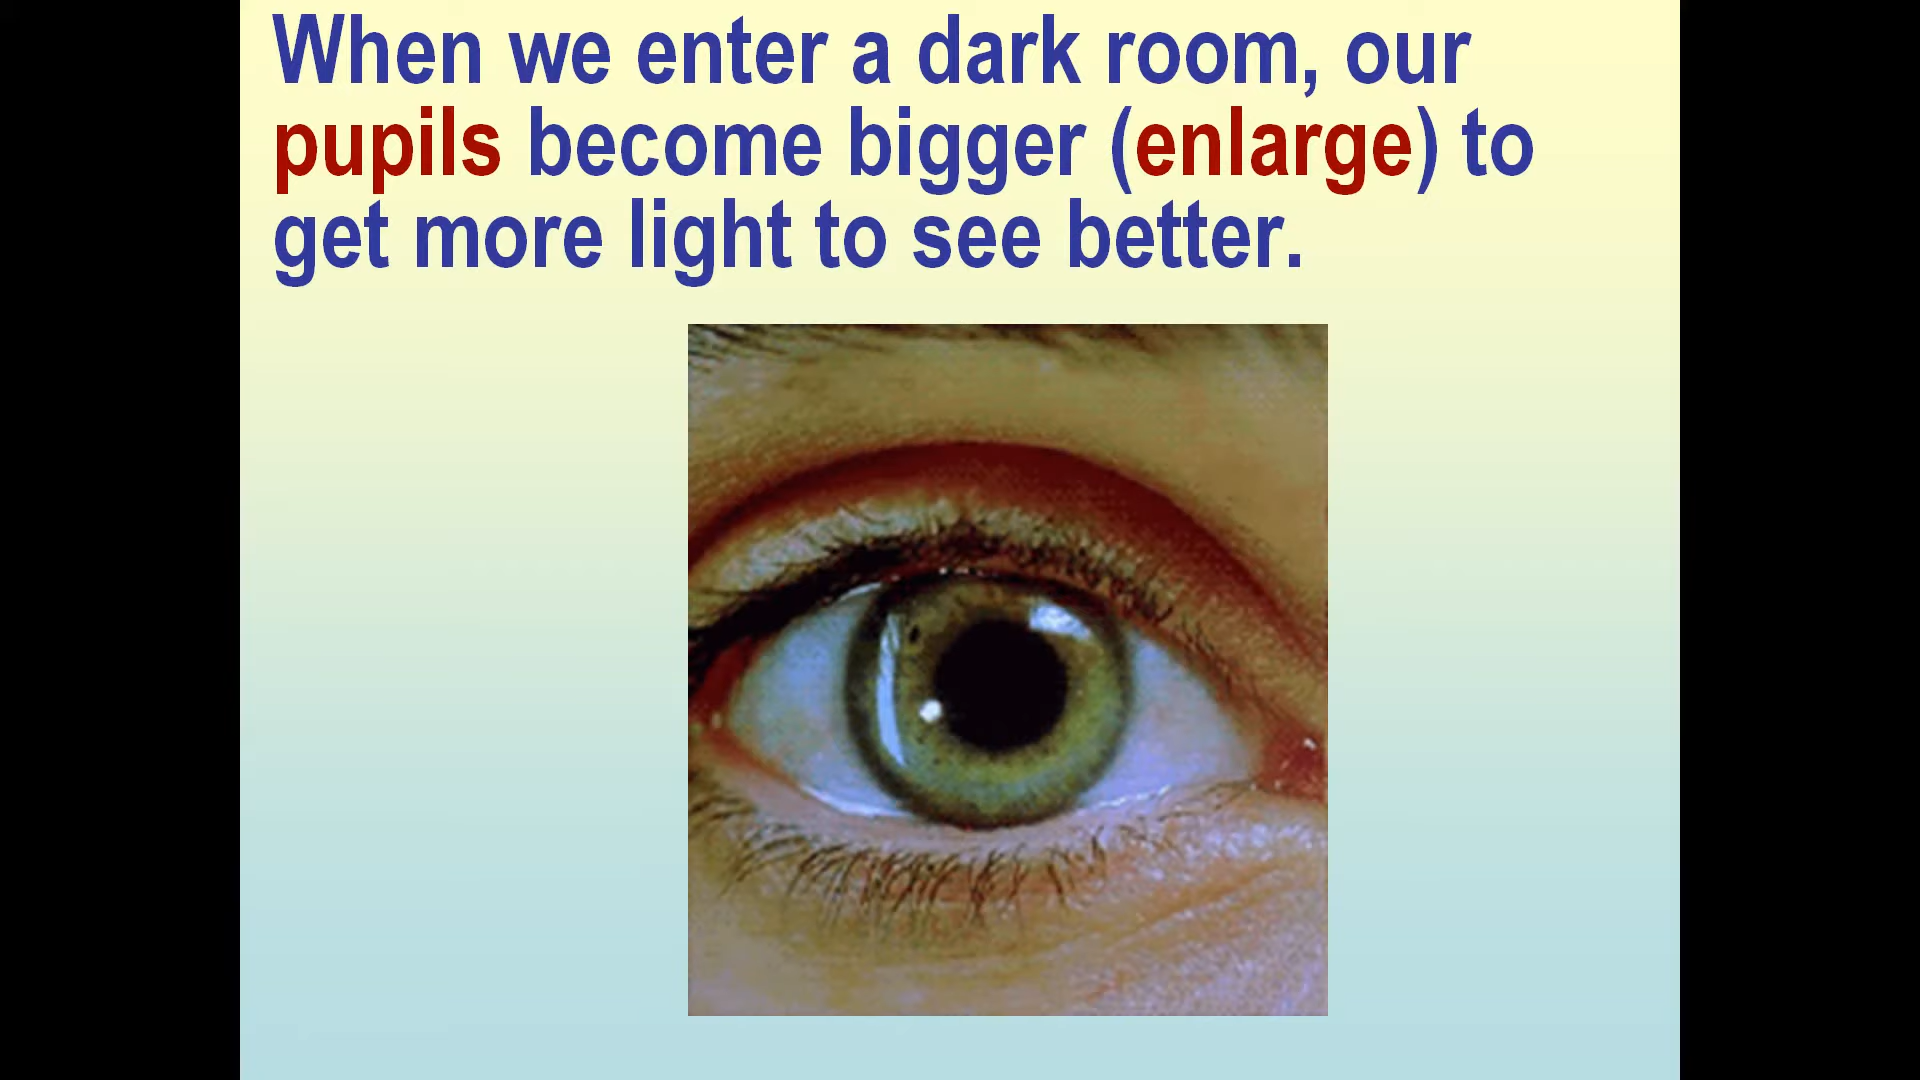 When we enter a dark room, our
pupils become bigger (enlarge) to
get more light to see better.